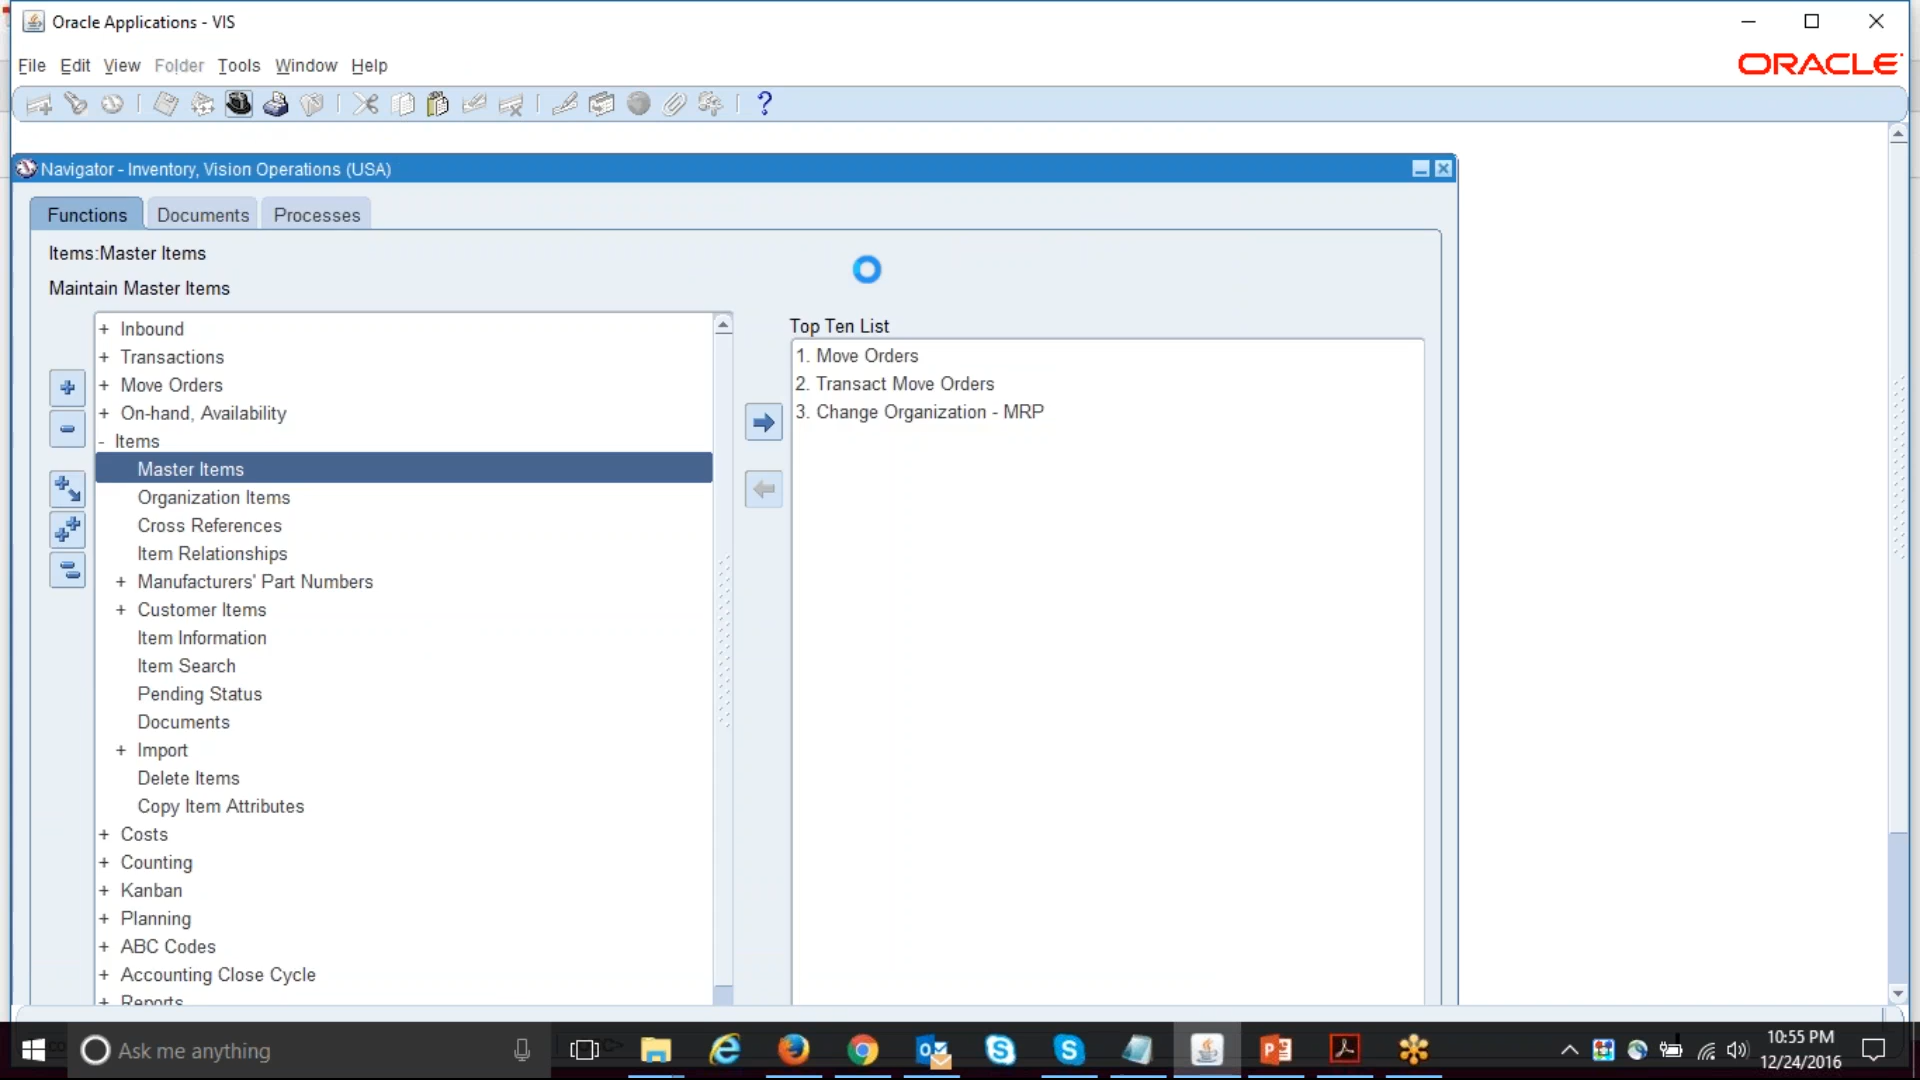 Oracle Applications - VIS
File Edit View Folder Tools Window Help
ORACLE
?
Navigator - Inventory, Vision Operations (USA)
Functions Documents Processes
Items:Master Items
Maintain Master Items
Top Ten List
+ Inbound
+ Transactions
+ Move Orders
+ On-hand, Availability
- Items
Master Items
Organization Items
Cross References
Item Relationships
+ Manufacturers' Part Numbers
+ Customer Items
Item Information
Item Search
Pending Status
Documents
+ Import
Delete Items
Copy Item Attributes
+ Costs
+ Counting
+ Kanban
+ Planning
+ ABC Codes
+ Accounting Close Cycle
+ Reports
1. Move Orders
2. Transact Move Orders
3. Change Organization - MRP
Ask me anything
10:55 PM
12/24/2016